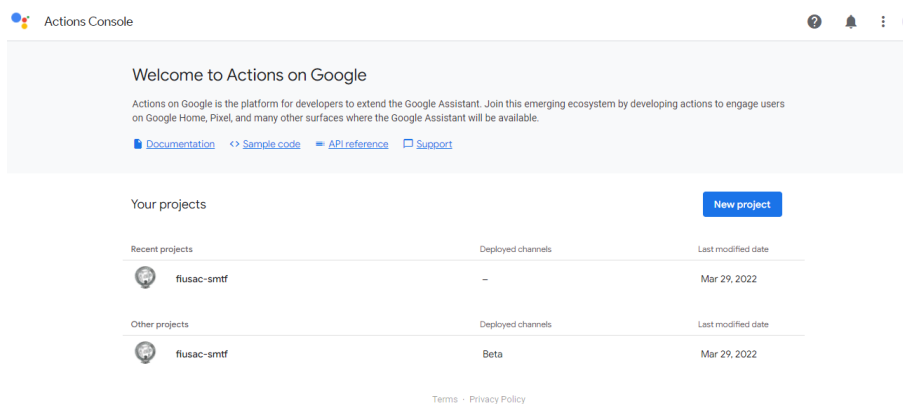 Actions Console
Welcome to Actions on Google
Actions on Google is the platform for developers to extend the Google Assistant. Join this emerging ecosystem by developing actions to engage users
on Google Home, Pixel, and many other surfaces where the Google Assistant will be available.
Documentation <> Sample code API reference Support
Your projects New project
Recent projects Deployed channels Last modified date
fiusac-smtf – Mar 29, 2022
Other projects Deployed channels Last modified date
fiusac-smtf Beta Mar 29, 2022
Terms · Privacy Policy